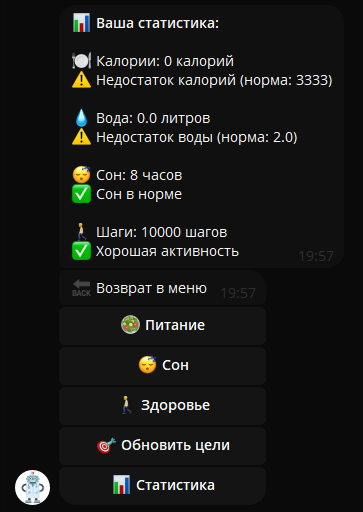 📊 Ваша статистика:
🍽 Калории: 0 калорий
⚠️ Недостаток калорий (норма: 3333)
💧 Вода: 0.0 литров
⚠️ Недостаток воды (норма: 2.0)
😴 Сон: 8 часов
✅ Сон в норме
🚶 Шаги: 10000 шагов
✅ Хорошая активность
19:57
🔙 Возврат в меню 19:57
🥗 Питание
😴 Сон
🚶 Здоровье
🎯 Обновить цели
📊 Статистика